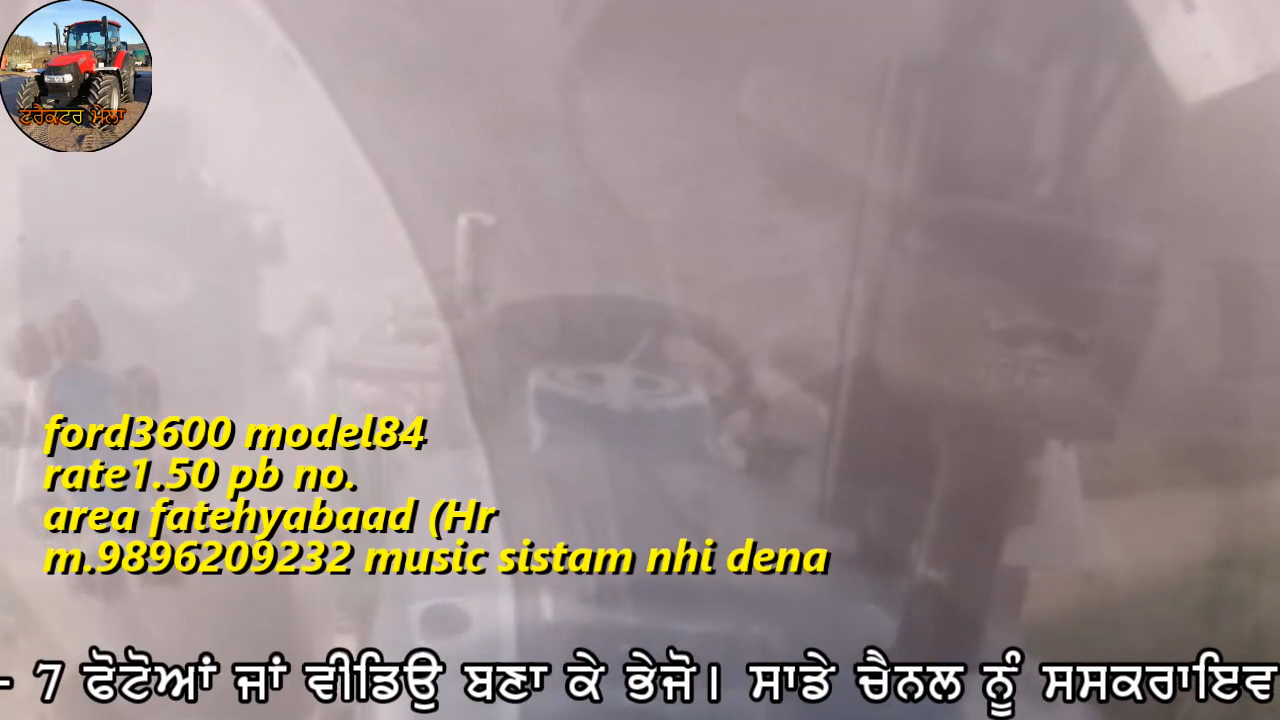 ਟਰੈਕਟਰ ਮੇਲਾ
ford3600 model84
rate1.50 pb no.
area fatehyabaad (Hr
m.9896209232 music sistam nhi dena
- 7 ਫੋਟੋਆਂ ਜਾਂ ਵੀਡਿਉ ਬਣਾ ਕੇ ਭੇਜੋ। ਸਾਡੇ ਚੈਨਲ ਨੂੰ ਸਸਕਰਾਇਵ